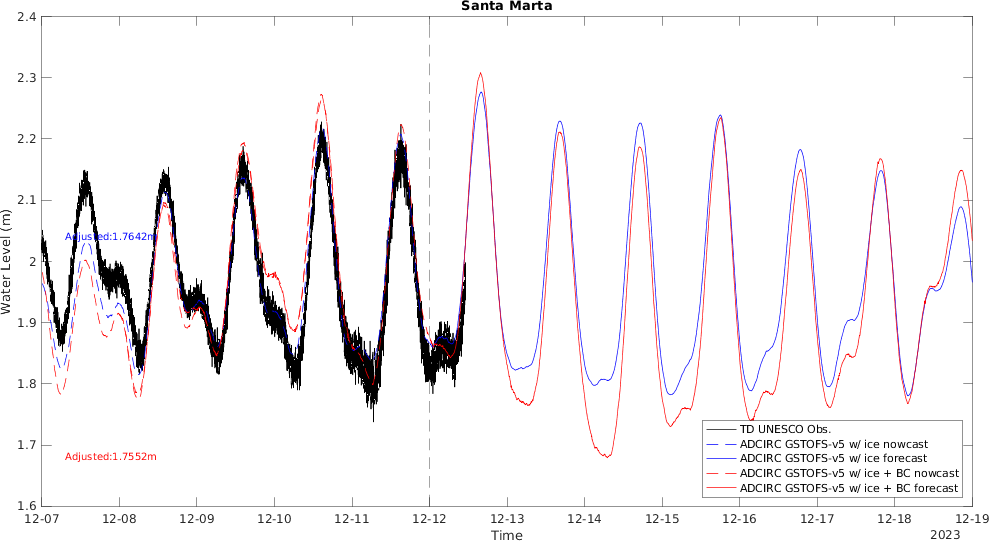 Santa Marta
2.4
2.3
2.2
2.1
2
1.9
1.8
1.7
1.6
Water Level (m)
Adjusted:1.7642m
Adjusted:1.7552m
TD UNESCO Obs.
ADCIRC GSTOFS-v5 w/ ice nowcast
ADCIRC GSTOFS-v5 w/ ice forecast
ADCIRC GSTOFS-v5 w/ ice + BC nowcast
ADCIRC GSTOFS-v5 w/ ice + BC forecast
12-07 12-08 12-09 12-10 12-11 12-12 12-13 12-14 12-15 12-16 12-17 12-18 12-19
Time
2023